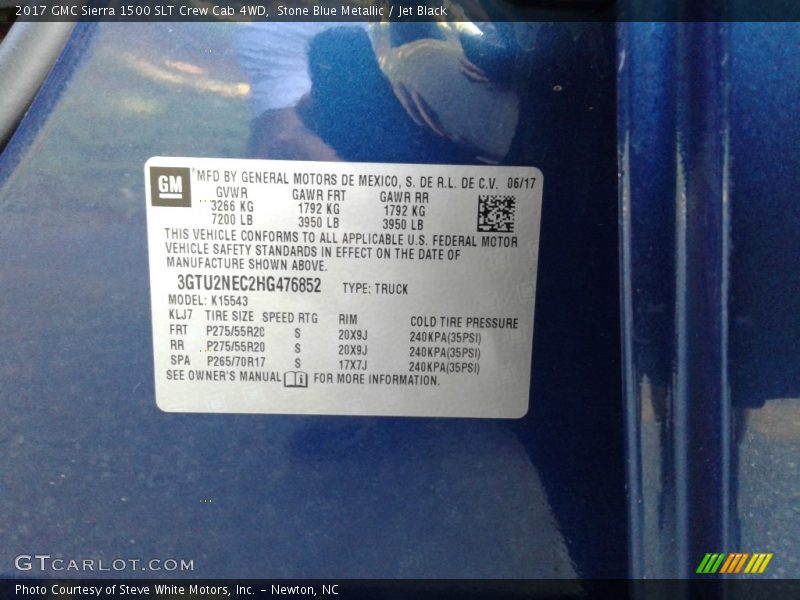 2017 GMC Sierra 1500 SLT Crew Cab 4WD, Stone Blue Metallic / Jet Black
GM
MFD BY GENERAL MOTORS DE MEXICO, S. DE R.L. DE C.V. 06/17
GVWR GAWR FRT GAWR RR
3266 KG 1792 KG 1792 KG
7200 LB 3950 LB 3950 LB
THIS VEHICLE CONFORMS TO ALL APPLICABLE U.S. FEDERAL MOTOR
VEHICLE SAFETY STANDARDS IN EFFECT ON THE DATE OF
MANUFACTURE SHOWN ABOVE.
3GTU2NEC2HG476852 TYPE: TRUCK
MODEL: K15543
KLJ7 TIRE SIZE SPEED RTG RIM COLD TIRE PRESSURE
FRT P275/55R20 S 20X9J 240KPA(35PSI)
RR P275/55R20 S 20X9J 240KPA(35PSI)
SPA P265/70R17 S 17X7J 240KPA(35PSI)
SEE OWNER'S MANUAL FOR MORE INFORMATION.
GTCARLOT.COM
Photo Courtesy of Steve White Motors, Inc. – Newton, NC